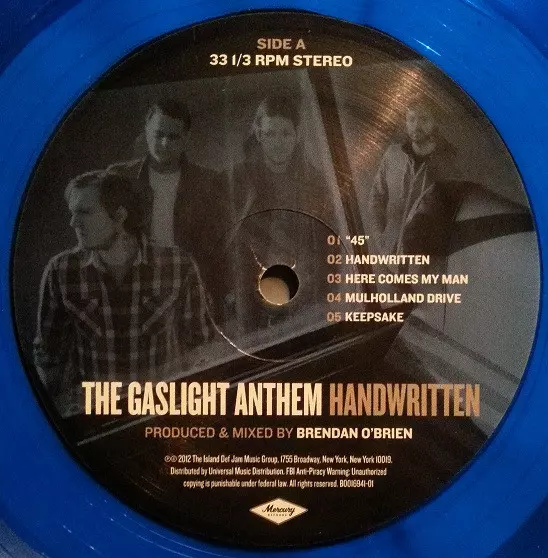 SIDE A
33 1/3 RPM STEREO
01 "45"
02 HANDWRITTEN
03 HERE COMES MY MAN
04 MULHOLLAND DRIVE
05 KEEPSAKE
THE GASLIGHT ANTHEM HANDWRITTEN
PRODUCED & MIXED BY BRENDAN O'BRIEN
℗© 2012 The Island Def Jam Music Group, 1755 Broadway, New York, New York 10019.
Distributed by Universal Music Distribution. FBI Anti-Piracy Warning: Unauthorized
copying is punishable under federal law. All rights reserved. B0016941-01
Mercury
RECORDS